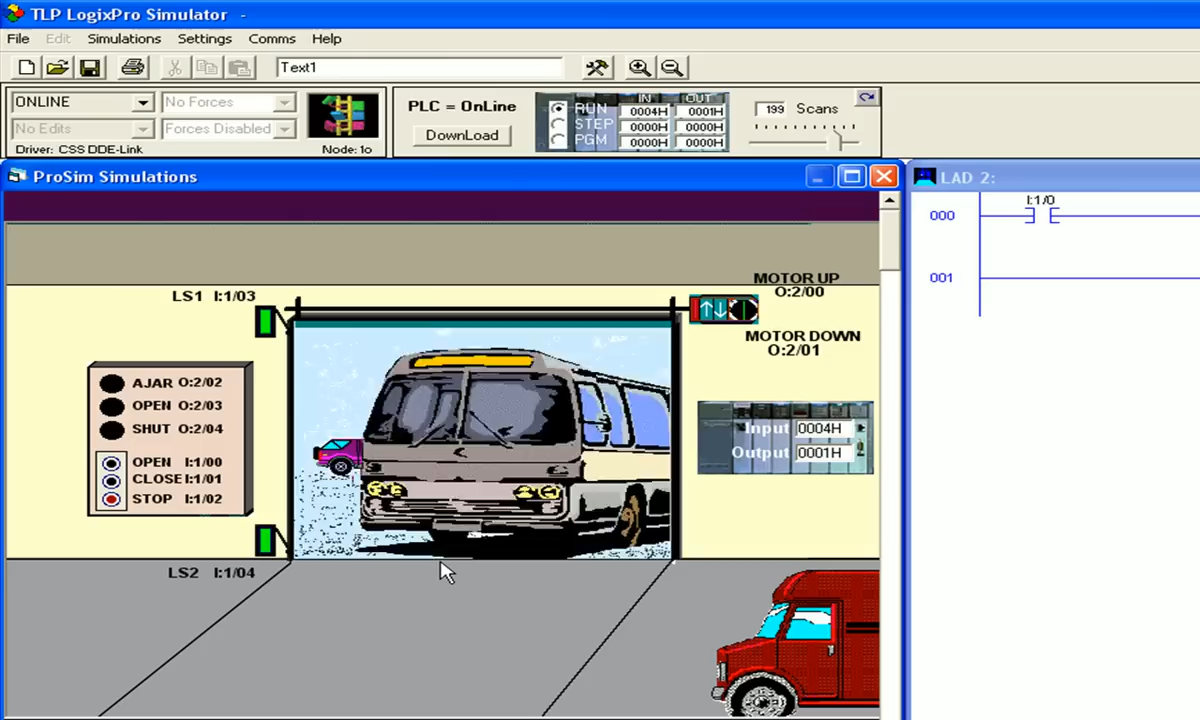 TLP LogixPro Simulator -
File Edit Simulations Settings Comms Help
Text1
ONLINE No Forces
No Edits Forces Disabled
Driver: CSS DDE-Link Node: 1o
PLC = OnLine
DownLoad
IN OUT
RUN 0004H 0001H
STEP 0000H 0000H
PGM 0000H 0000H
199 Scans
ProSim Simulations
LAD 2:
I:1/0
000
001
LS1 I:1/03
MOTOR UP
O:2/00
MOTOR DOWN
O:2/01
AJAR O:2/02
OPEN O:2/03
SHUT O:2/04
OPEN I:1/00
CLOSE I:1/01
STOP I:1/02
Input 0004H
Output 0001H
LS2 I:1/04